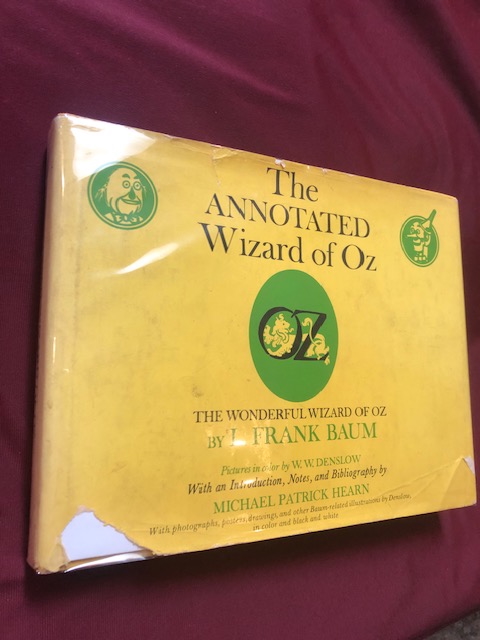 The
ANNOTATED
Wizard of Oz
OZ
THE WONDERFUL WIZARD OF OZ
BY L. FRANK BAUM
Pictures in color by W. W. DENSLOW
With an Introduction, Notes, and Bibliography by
MICHAEL PATRICK HEARN
With photographs, posters, drawings, and other Baum-related illustrations by Denslow,
in color and black and white